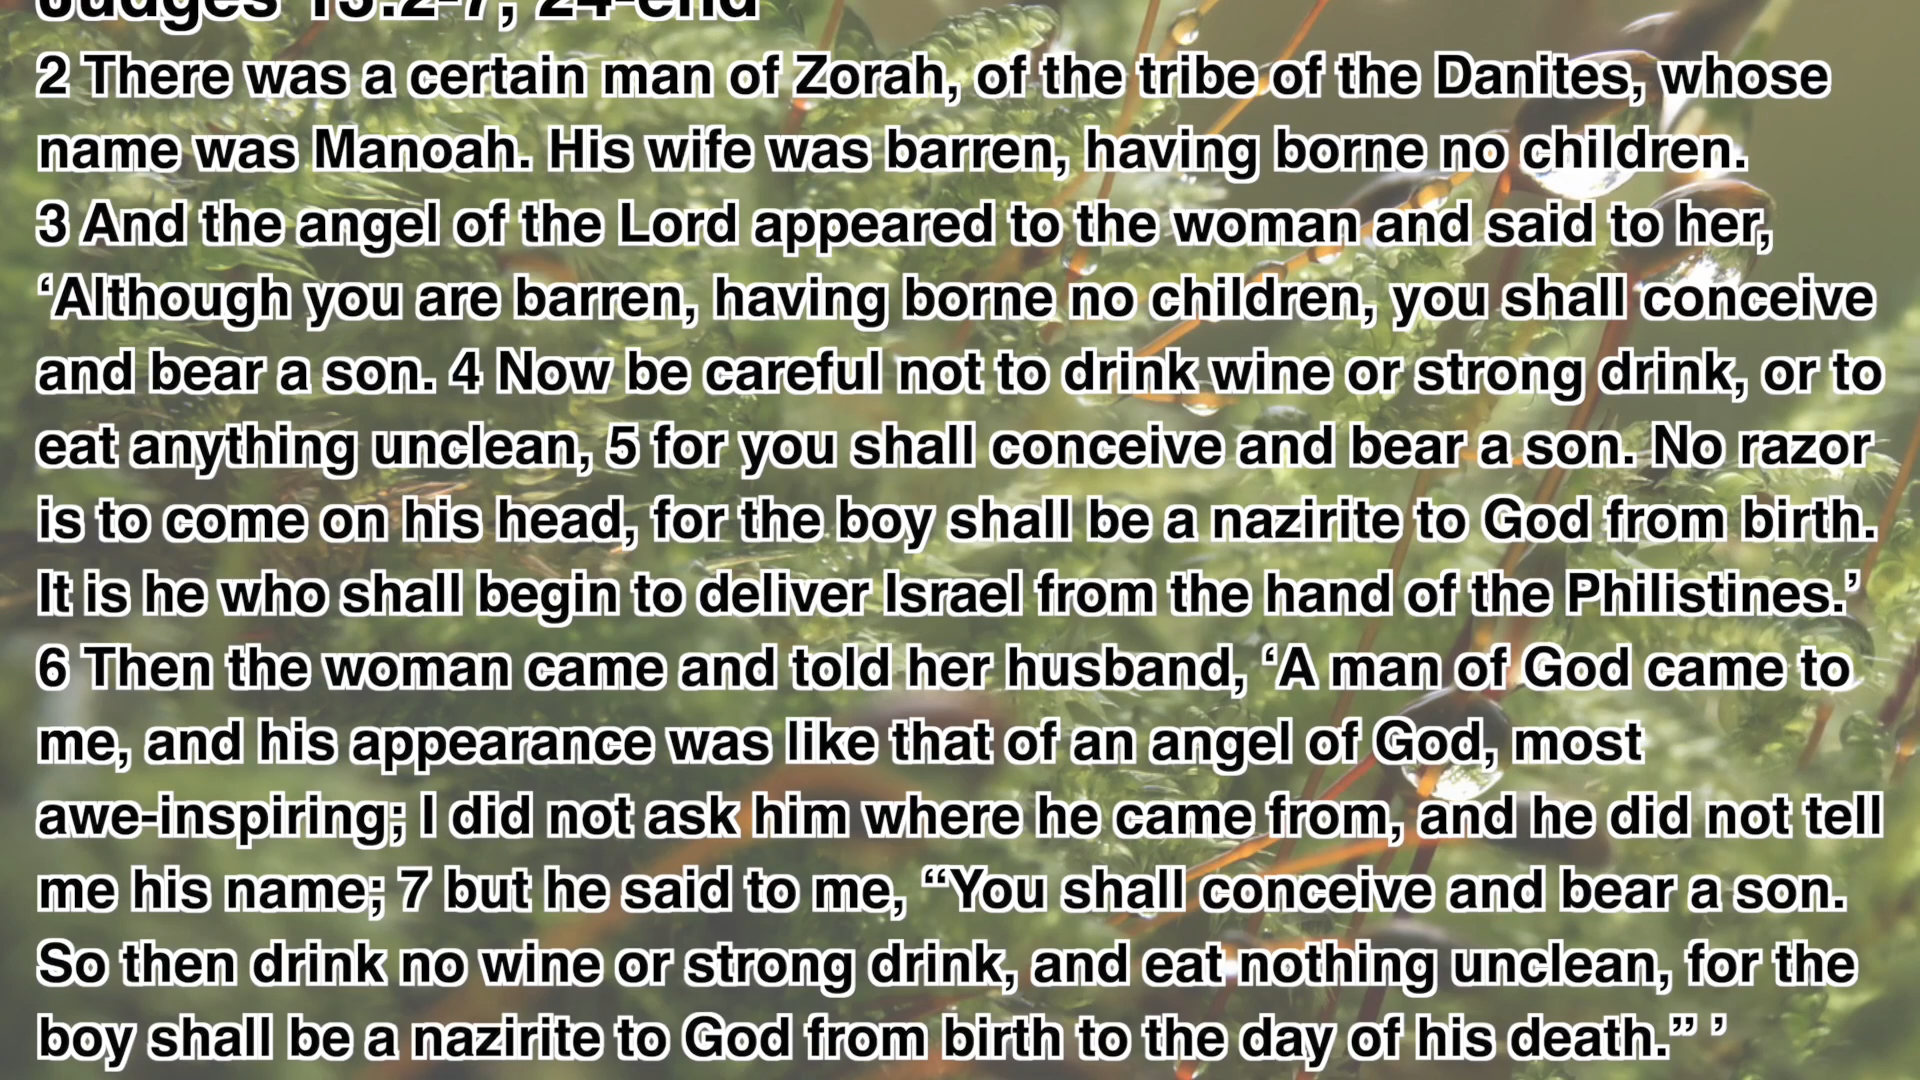 Judges 13.2-7, 24-end
2 There was a certain man of Zorah, of the tribe of the Danites, whose
name was Manoah. His wife was barren, having borne no children.
3 And the angel of the Lord appeared to the woman and said to her,
‘Although you are barren, having borne no children, you shall conceive
and bear a son. 4 Now be careful not to drink wine or strong drink, or to
eat anything unclean, 5 for you shall conceive and bear a son. No razor
is to come on his head, for the boy shall be a nazirite to God from birth.
It is he who shall begin to deliver Israel from the hand of the Philistines.’
6 Then the woman came and told her husband, ‘A man of God came to
me, and his appearance was like that of an angel of God, most
awe-inspiring; I did not ask him where he came from, and he did not tell
me his name; 7 but he said to me, “You shall conceive and bear a son.
So then drink no wine or strong drink, and eat nothing unclean, for the
boy shall be a nazirite to God from birth to the day of his death.” ’